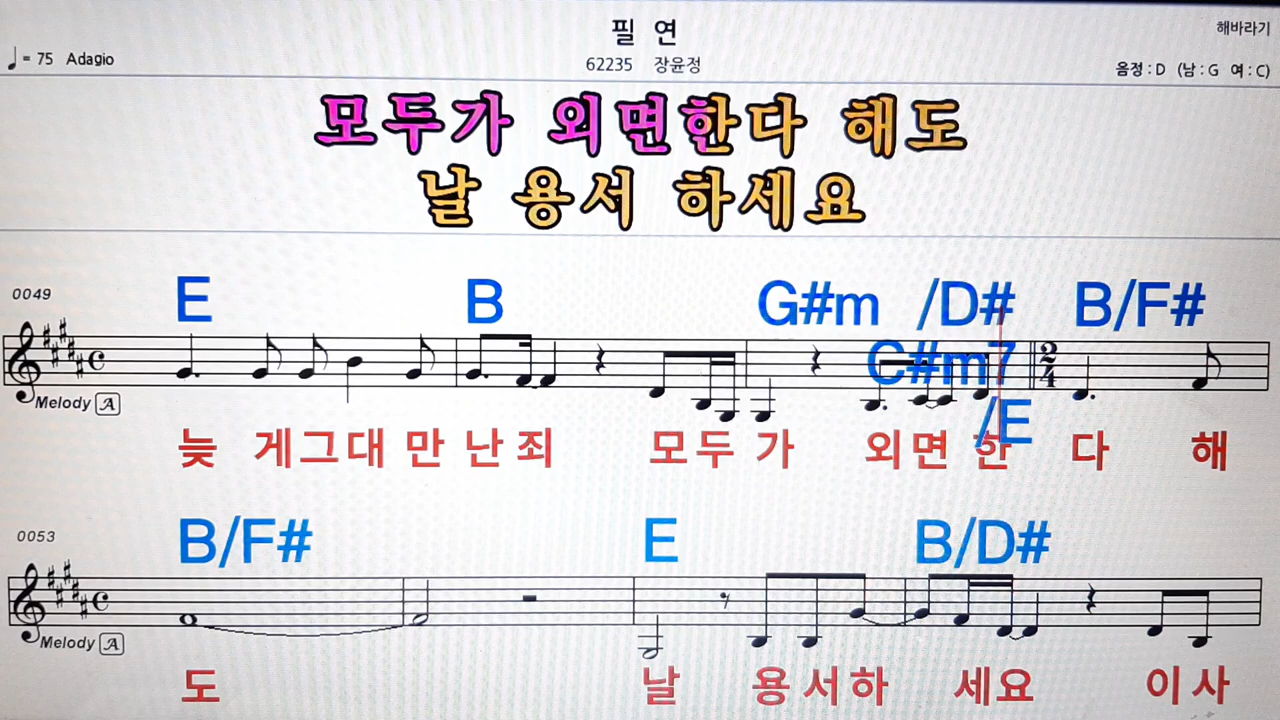 필 연
해바라기
♩= 75 Adagio
62235 장윤정
음정 : D (남 : G 여 : C)
모두가 외면한다 해도
날 용서 하세요
0049
E B G#m /D# B/F#
C#m7
2/4
Melody A
/E
늦 게그대 만 난 죄 모두 가 외면 한 다 해
0053
B/F# E B/D#
Melody A
도 날 용서하 세요 이사